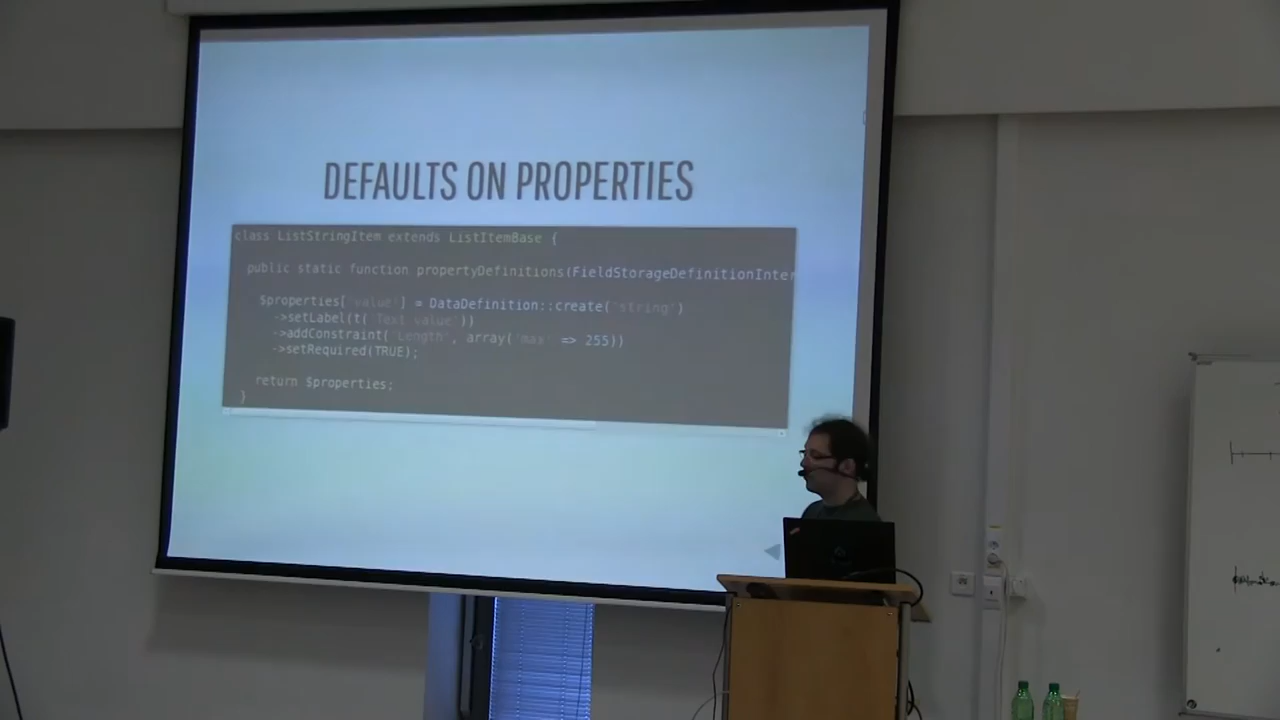 DEFAULTS ON PROPERTIES
class ListStringItem extends ListItemBase {
public static function propertyDefinitions(FieldStorageDefinitionInter
$properties['value'] = DataDefinition::create('string')
->setLabel(t('Text value'))
->addConstraint('Length', array('max' => 255))
->setRequired(TRUE);
return $properties;
}